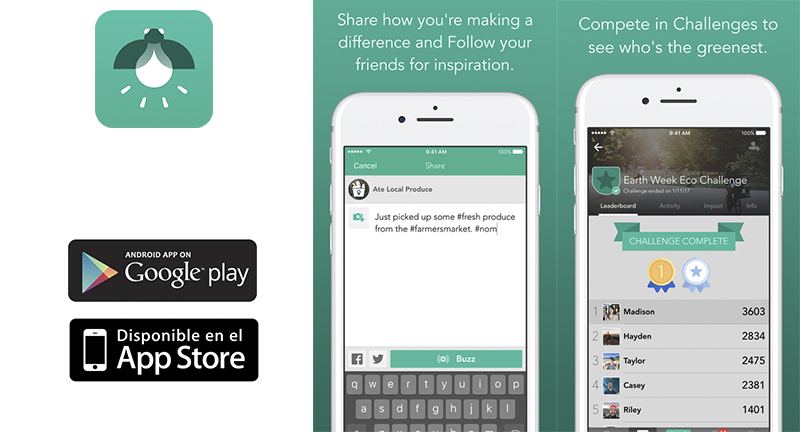 ANDROID APP ON
Google play
Disponible en el
App Store
Share how you're making a
difference and Follow your
friends for inspiration.
9:41 AM
100%
Cancel
Share
Ate Local Produce
Just picked up some #fresh produce
from the #farmersmarket. #nom
Buzz
q w e r t y u i o p
a s d f g h j k l
Compete in Challenges to
see who's the greenest.
9:41 AM
100%
Earth Week Eco Challenge
Challenge ended on 1/11/17
Leaderboard Activity Impact Info
CHALLENGE COMPLETE
1
1 Madison 3603
2 Hayden 2834
3 Taylor 2475
4 Casey 2381
5 Riley 1401